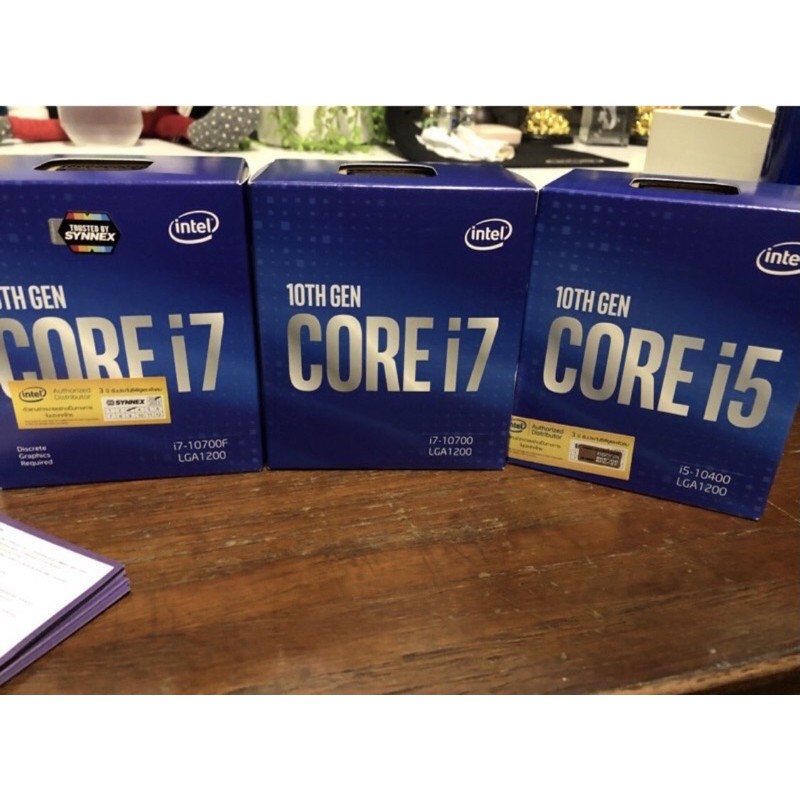 TRUSTED BY
SYNNEX
intel
TH GEN
CORE i7
intel
Authorized
Distributor
SYNNEX
Discrete
Graphics
Required
i7-10700F
LGA1200
intel
10TH GEN
CORE i7
i7-10700
LGA1200
inte
10TH GEN
CORE i5
intel
Authorized
Distributor
i5-10400
LGA1200